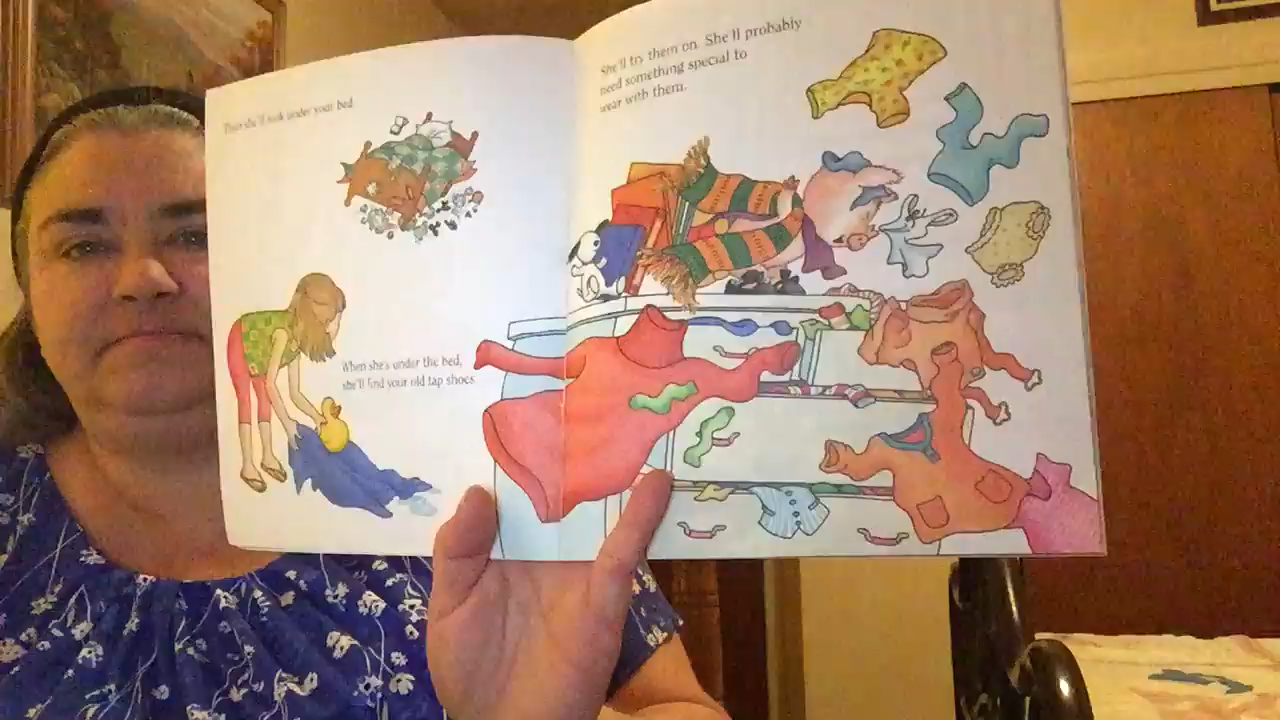 Then she'll look under your bed.
When she's under the bed,
she'll find your old tap shoes.
She'll try them on. She'll probably
need something special to
wear with them.